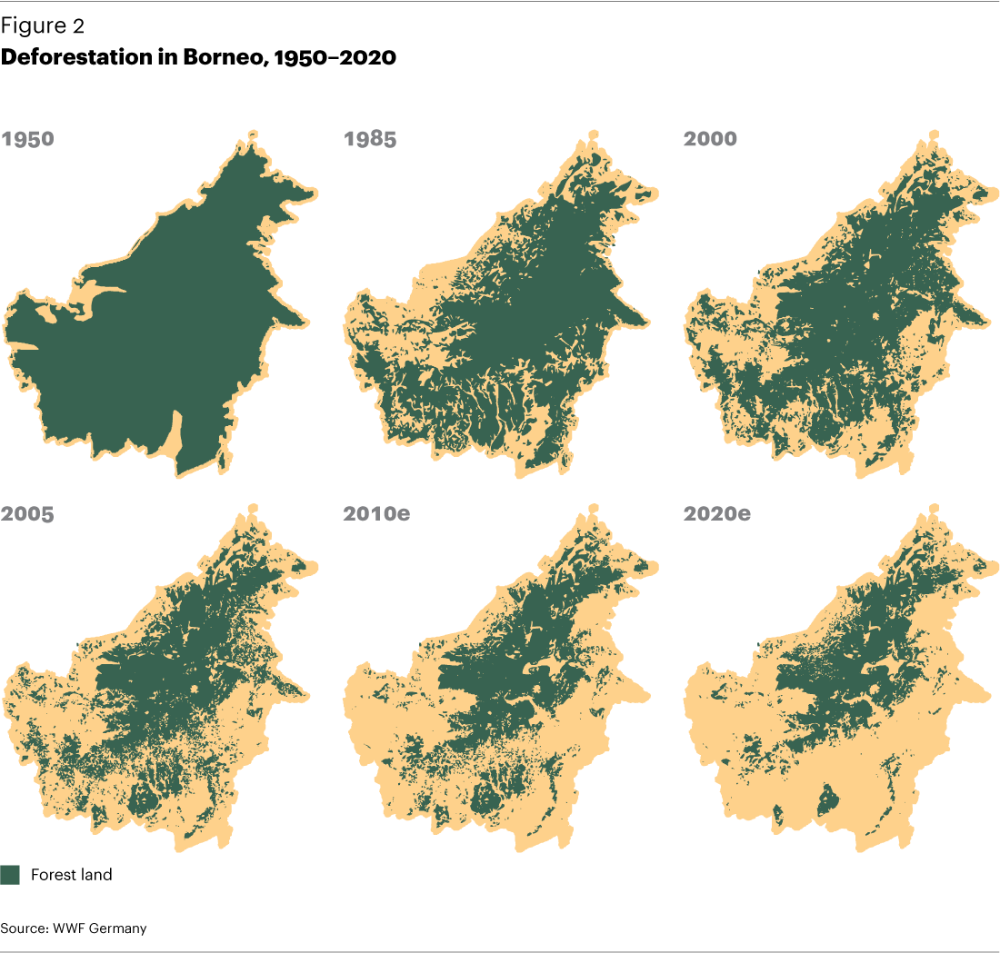 Figure 2
Deforestation in Borneo, 1950–2020
1950
1985
2000
2005
2010e
2020e
Forest land
Source: WWF Germany